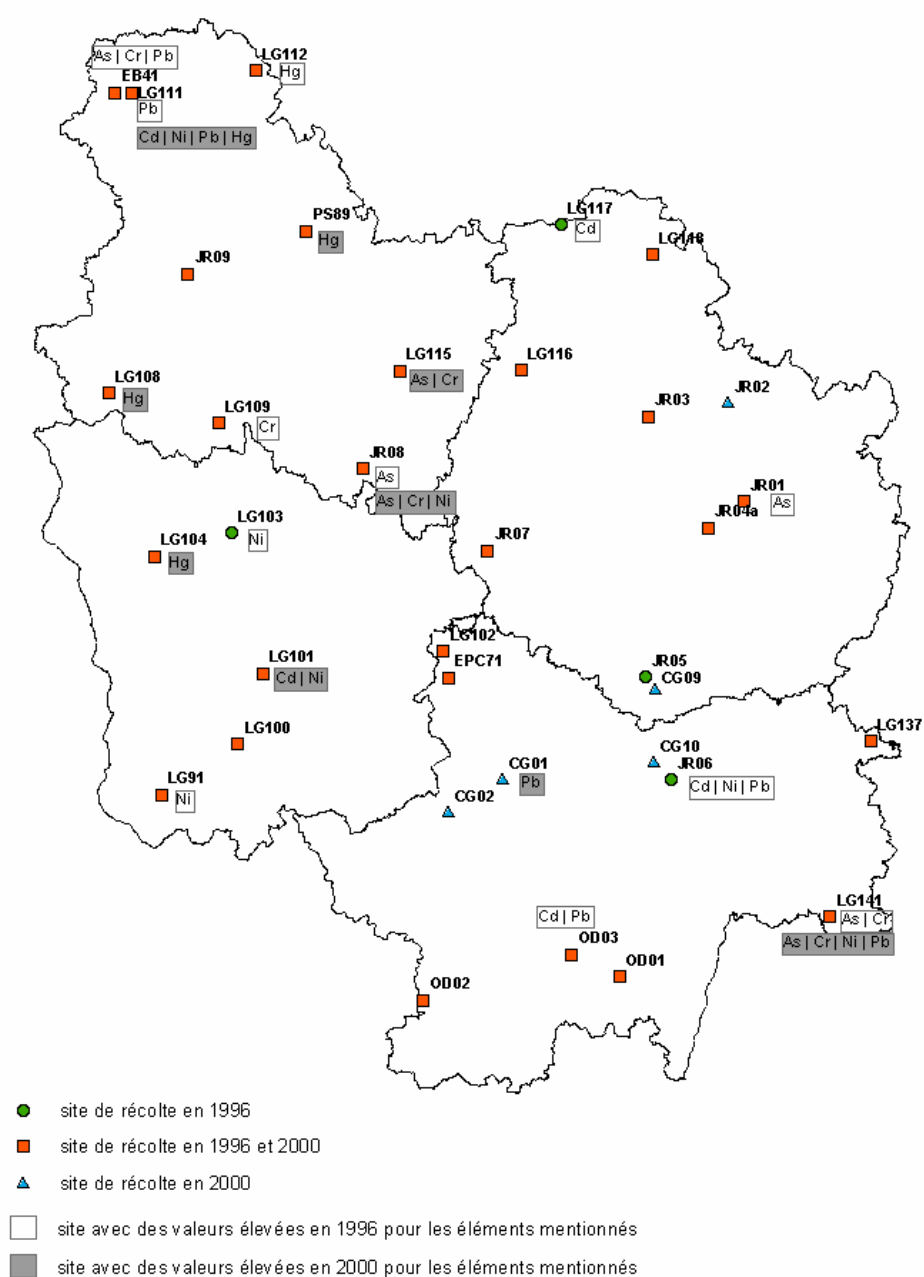 As | Cr | Pb
EB41
LG112
Hg
LG111
Pb
Cd | Ni | Pb | Hg
PS89
Hg
JR09
LG117
Cd
LG118
LG115
As | Cr
LG116
LG108
Hg
JR02
JR03
LG109
Cr
JR08
As
As | Cr | Ni
JR01
As
JR04a
LG103
Ni
LG104
Hg
JR07
LG102
EPC71
LG101
Cd | Ni
JR05
CG09
LG100
LG137
LG91
Ni
CG01
Pb
CG02
CG10
JR06
Cd | Ni | Pb
LG141
As | Cr
As | Cr | Ni | Pb
Cd | Pb
OD03
OD01
OD02
site de récolte en 1996
site de récolte en 1996 et 2000
site de récolte en 2000
site avec des valeurs élevées en 1996 pour les éléments mentionnés
site avec des valeurs élevées en 2000 pour les éléments mentionnés